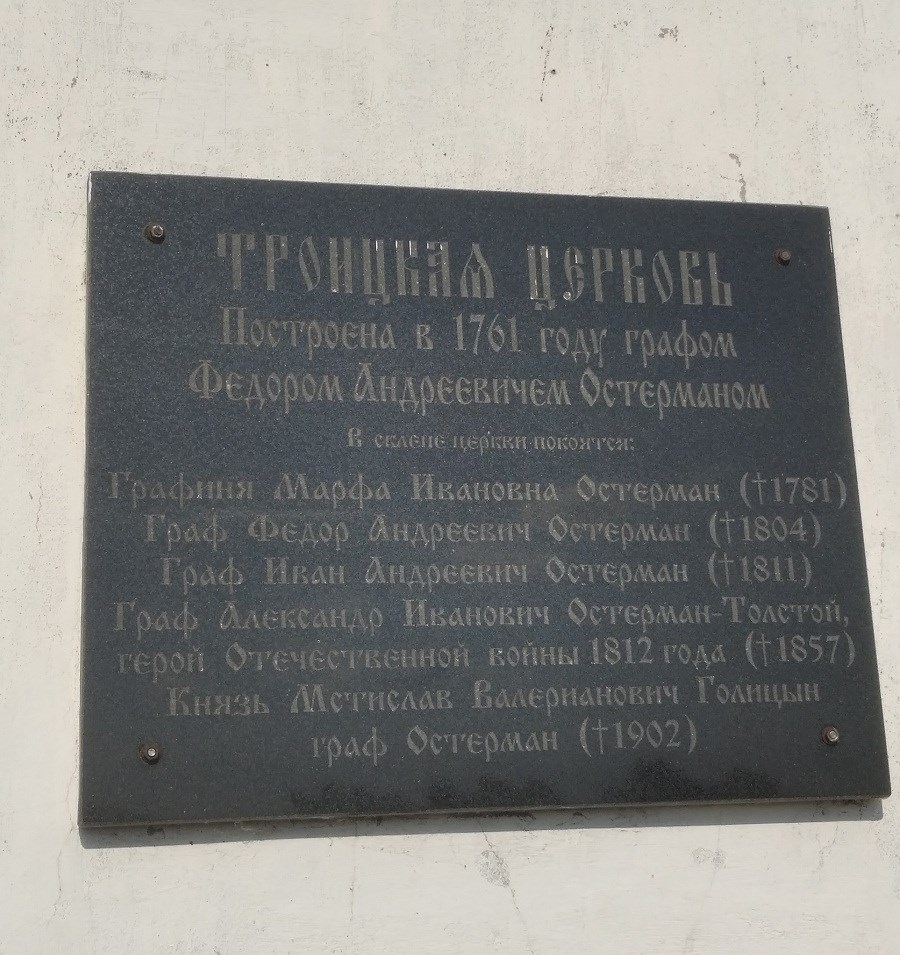 ТРОИЦКАЯ ЦЕРКОВЬ
Построена в 1761 году графом
Федором Андреевичем Остерманом
В склепе церкви покоятся:
Графиня Марфа Ивановна Остерман (†1781)
Граф Федор Андреевич Остерман (†1804)
Граф Иван Андреевич Остерман (†1811)
Граф Александр Иванович Остерман-Толстой,
герой Отечественной войны 1812 года (†1857)
Князь Мстислав Валерианович Голицын
граф Остерман (†1902)